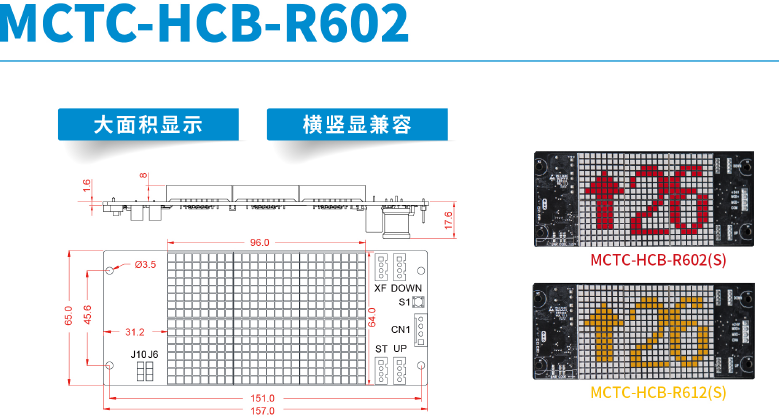 MCTC-HCB-R602
大面积显示
横竖显兼容
1.6
8
17.6
96.0
Ø3.5
XF DOWN
S1
65.0
45.6
31.2
64.0
CN1
J10 J6
ST UP
151.0
157.0
26
MCTC-HCB-R602(S)
26
MCTC-HCB-R612(S)